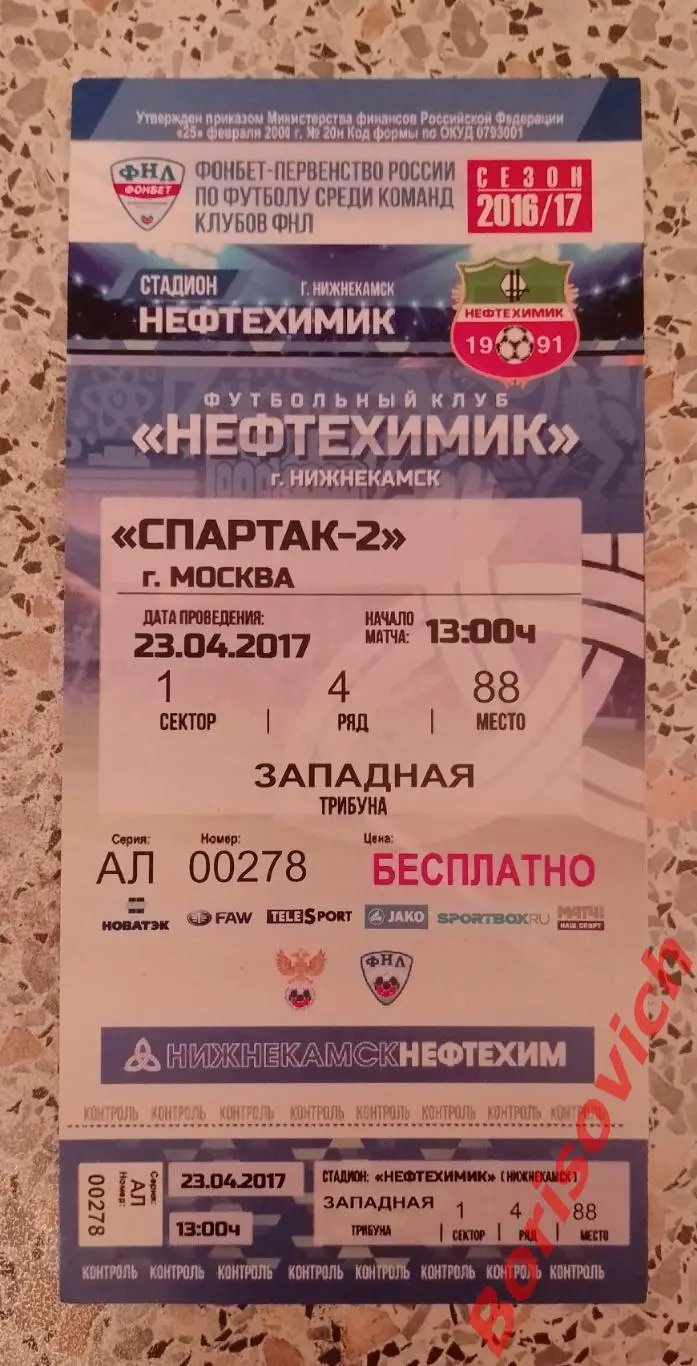 Утвержден приказом Министерства финансов Российской Федерации
«25» февраля 2000 г. № 20н Код формы по ОКУД 0793001
ФНЛ
ФОНБЕТ
ФОНБЕТ-ПЕРВЕНСТВО РОССИИ
ПО ФУТБОЛУ СРЕДИ КОМАНД
КЛУБОВ ФНЛ
СЕЗОН
2016/17
СТАДИОН
Г. НИЖНЕКАМСК
НЕФТЕХИМИК
НЕФТЕХИМИК
19 91
ФУТБОЛЬНЫЙ КЛУБ
«НЕФТЕХИМИК»
Г. НИЖНЕКАМСК
«СПАРТАК-2»
г. МОСКВА
ДАТА ПРОВЕДЕНИЯ:
23.04.2017
НАЧАЛО
МАТЧА:
13:00ч
1 4 88
СЕКТОР | РЯД | МЕСТО
ЗАПАДНАЯ
ТРИБУНА
Серия: Номер: Цена:
АЛ 00278 БЕСПЛАТНО
НОВАТЭК FAW TELESPORT JAKO SPORTBOX.RU МАТЧ! НАШ СПОРТ
ФНЛ
НИЖНЕКАМСКНЕФТЕХИМ
КОНТРОЛЬ КОНТРОЛЬ КОНТРОЛЬ КОНТРОЛЬ КОНТРОЛЬ КОНТРОЛЬ КОНТРОЛЬ КОНТРОЛЬ
Серия:
АЛ
Номер:
00278
23.04.2017
13:00ч
СТАДИОН: «НЕФТЕХИМИК» (НИЖНЕКАМСК)
ЗАПАДНАЯ 1 4 88
ТРИБУНА | СЕКТОР | РЯД | МЕСТО
КОНТРОЛЬ КОНТРОЛЬ КОНТРОЛЬ КОНТРОЛЬ КОНТРОЛЬ КОНТРОЛЬ КОНТРОЛЬ КОНТРОЛЬ
Borisovich